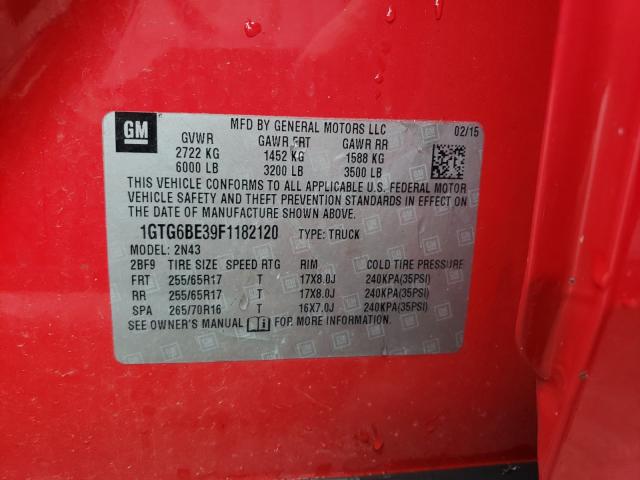 GM
MFD BY GENERAL MOTORS LLC 02/15
GVWR GAWR FRT GAWR RR
2722 KG 1452 KG 1588 KG
6000 LB 3200 LB 3500 LB
THIS VEHICLE CONFORMS TO ALL APPLICABLE U.S. FEDERAL MOTOR
VEHICLE SAFETY AND THEFT PREVENTION STANDARDS IN EFFECT ON
THE DATE OF MANUFACTURE SHOWN ABOVE.
1GTG6BE39F1182120 TYPE: TRUCK
MODEL: 2N43
2BF9 TIRE SIZE SPEED RTG RIM COLD TIRE PRESSURE
FRT 255/65R17 T 17X8.0J 240KPA(35PSI)
RR 255/65R17 T 17X8.0J 240KPA(35PSI)
SPA 265/70R16 T 16X7.0J 240KPA(35PSI)
SEE OWNER'S MANUAL FOR MORE INFORMATION.